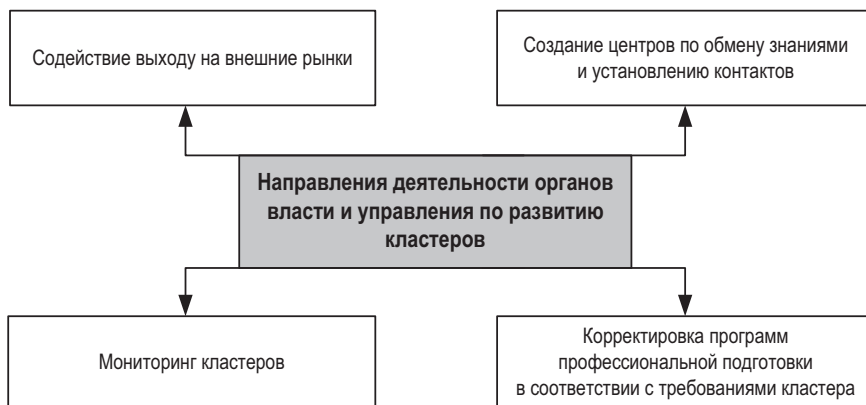 Содействие выходу на внешние рынки
Создание центров по обмену знаниями
и установлению контактов
Направления деятельности органов
власти и управления по развитию
кластеров
Мониторинг кластеров
Корректировка программ
профессиональной подготовки
в соответствии с требованиями кластера